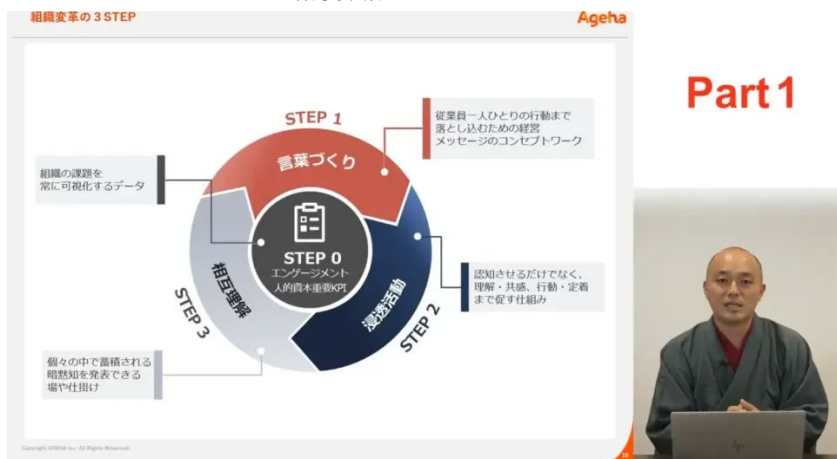 組織変革の3STEP
Ageha
Part 1
STEP 1
言葉づくり
従業員一人ひとりの行動まで
落とし込むための経営
メッセージのコンセプトワーク
組織の課題を
常に可視化するデータ
STEP 0
エンゲージメント
人的資本重要KPI
浸透活動
STEP 2
認知させるだけでなく、
理解・共感、行動・定着
まで促す仕組み
相互理解
STEP 3
個々の中で蓄積される
暗黙知を発表できる
場や仕掛け
Copyright AGEHA Inc. All Rights Reserved.